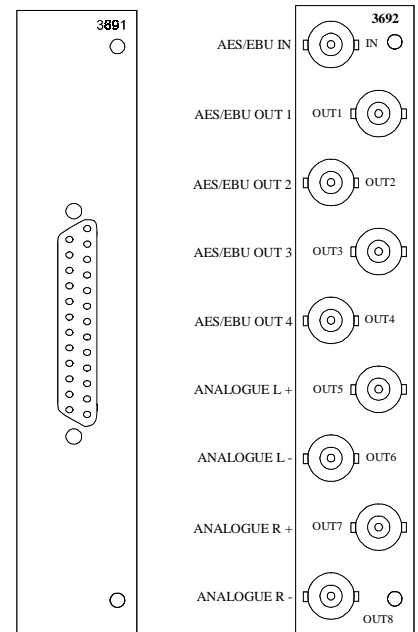 3691
3692
AES/EBU IN IN
AES/EBU OUT 1 OUT1
AES/EBU OUT 2 OUT2
AES/EBU OUT 3 OUT3
AES/EBU OUT 4 OUT4
ANALOGUE L + OUT5
ANALOGUE L - OUT6
ANALOGUE R + OUT7
ANALOGUE R -
OUT8